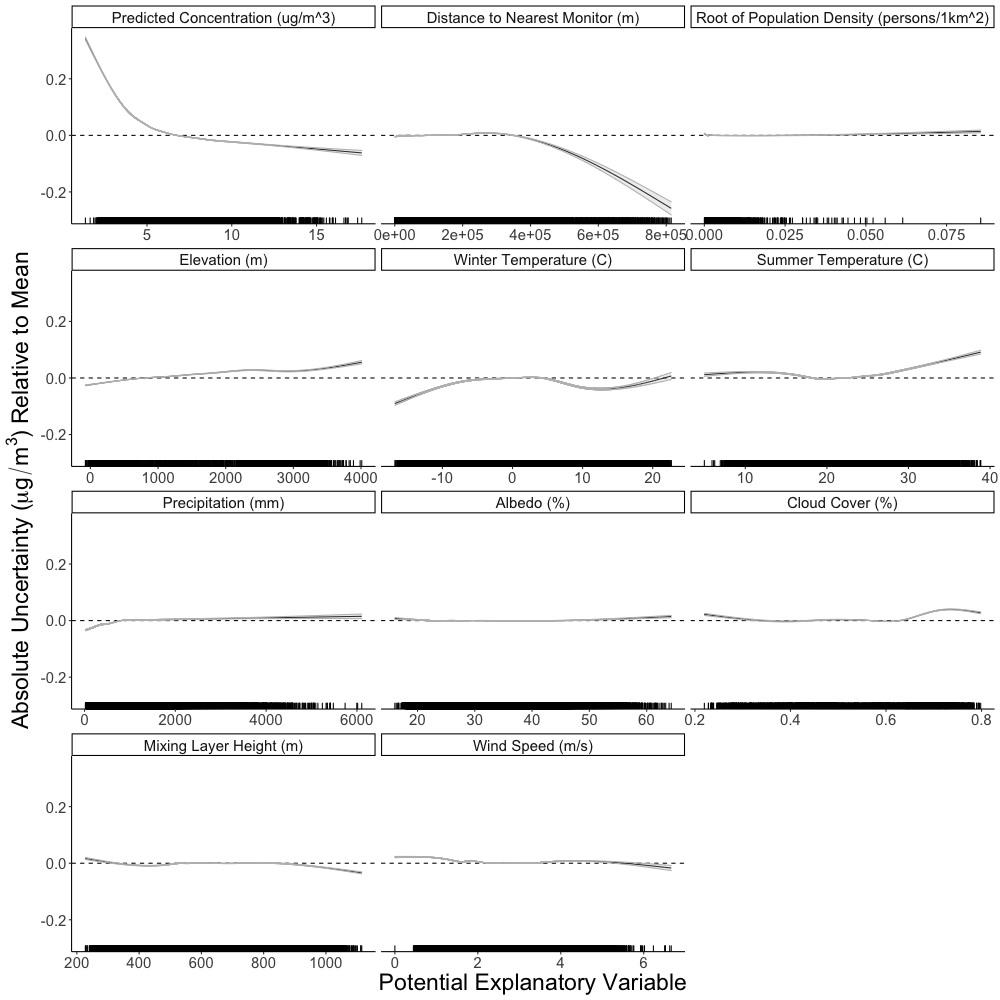 Predicted Concentration (ug/m^3) Distance to Nearest Monitor (m) Root of Population Density (persons/1km^2)
0.2
0.0
-0.2
5 10 15 0e+00 2e+05 4e+05 6e+05 8e+05 0.000 0.025 0.050 0.075
Elevation (m) Winter Temperature (C) Summer Temperature (C)
0.2
0.0
-0.2
0 1000 2000 3000 4000 -10 0 10 20 10 20 30 40
Absolute Uncertainty (μg/m³) Relative to Mean
Precipitation (mm) Albedo (%) Cloud Cover (%)
0.2
0.0
-0.2
0 2000 4000 6000 20 30 40 50 60 0.2 0.4 0.6 0.8
Mixing Layer Height (m) Wind Speed (m/s)
0.2
0.0
-0.2
200 400 600 800 1000 0 2 4 6
Potential Explanatory Variable